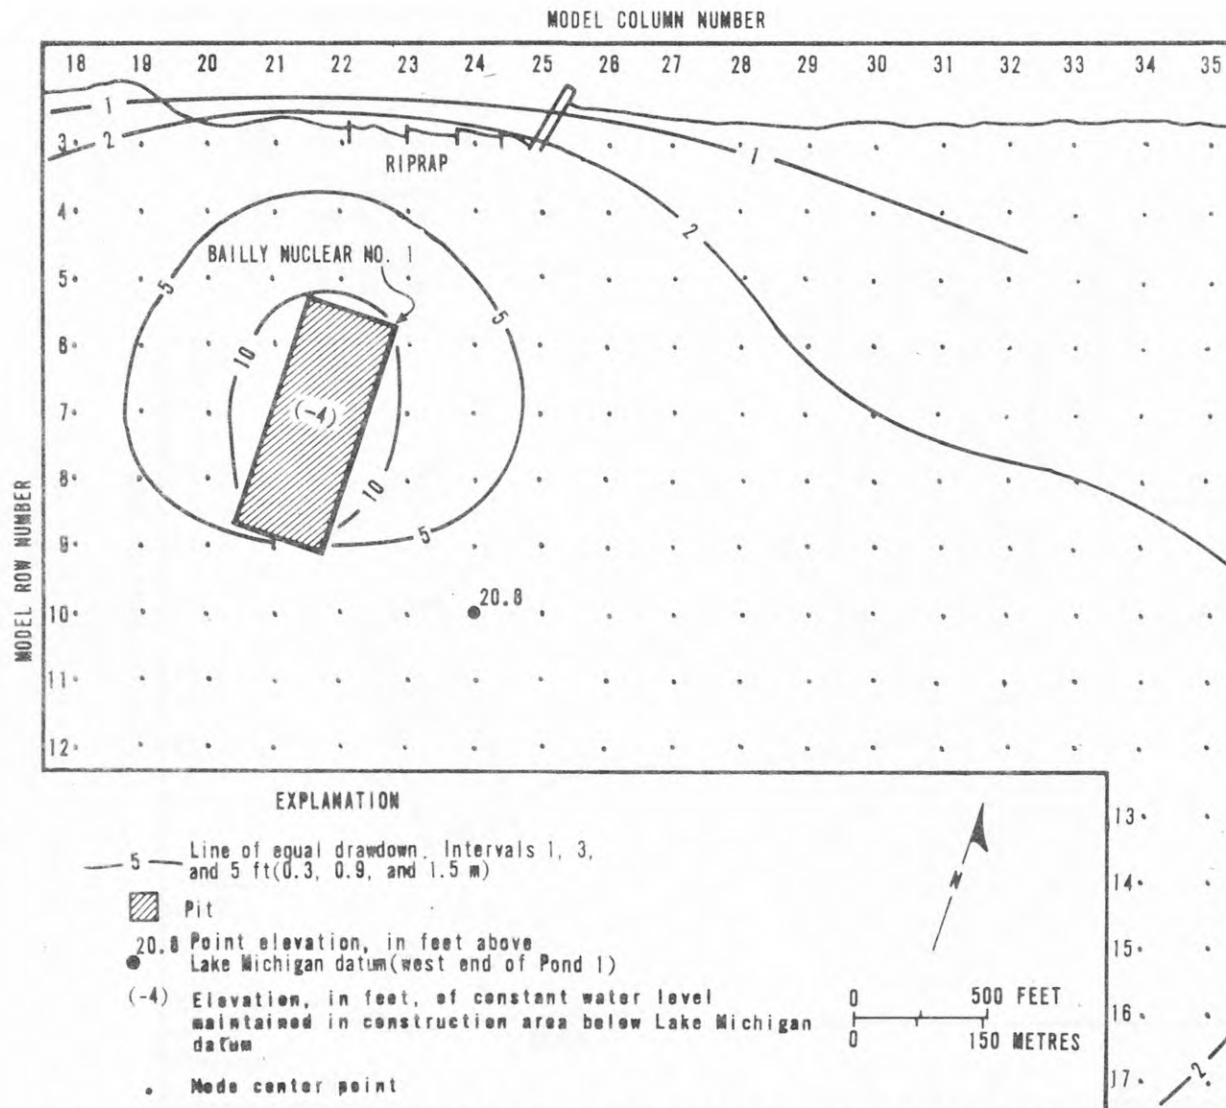 MODEL COLUMN NUMBER
18 19 20 21 22 23 24 25 26 27 28 29 30 31 32 33 34 35
1
2
3
RIPRAP
1
4
2
BAILLY NUCLEAR NO. 1
5
5
5
6
10
7
(-4)
8
10
5
9
20.8
10
11
12
MODEL ROW NUMBER
EXPLANATION
5 Line of equal drawdown. Intervals 1, 3,
and 5 ft(0.3, 0.9, and 1.5 m)
Pit
20.8 Point elevation, in feet above
Lake Michigan datum(west end of Pond 1)
(-4) Elevation, in feet, of constant water level
maintained in construction area below Lake Michigan
datum
Node center point
N
0 500 FEET
0 150 METRES
13
14
15
16
17
2